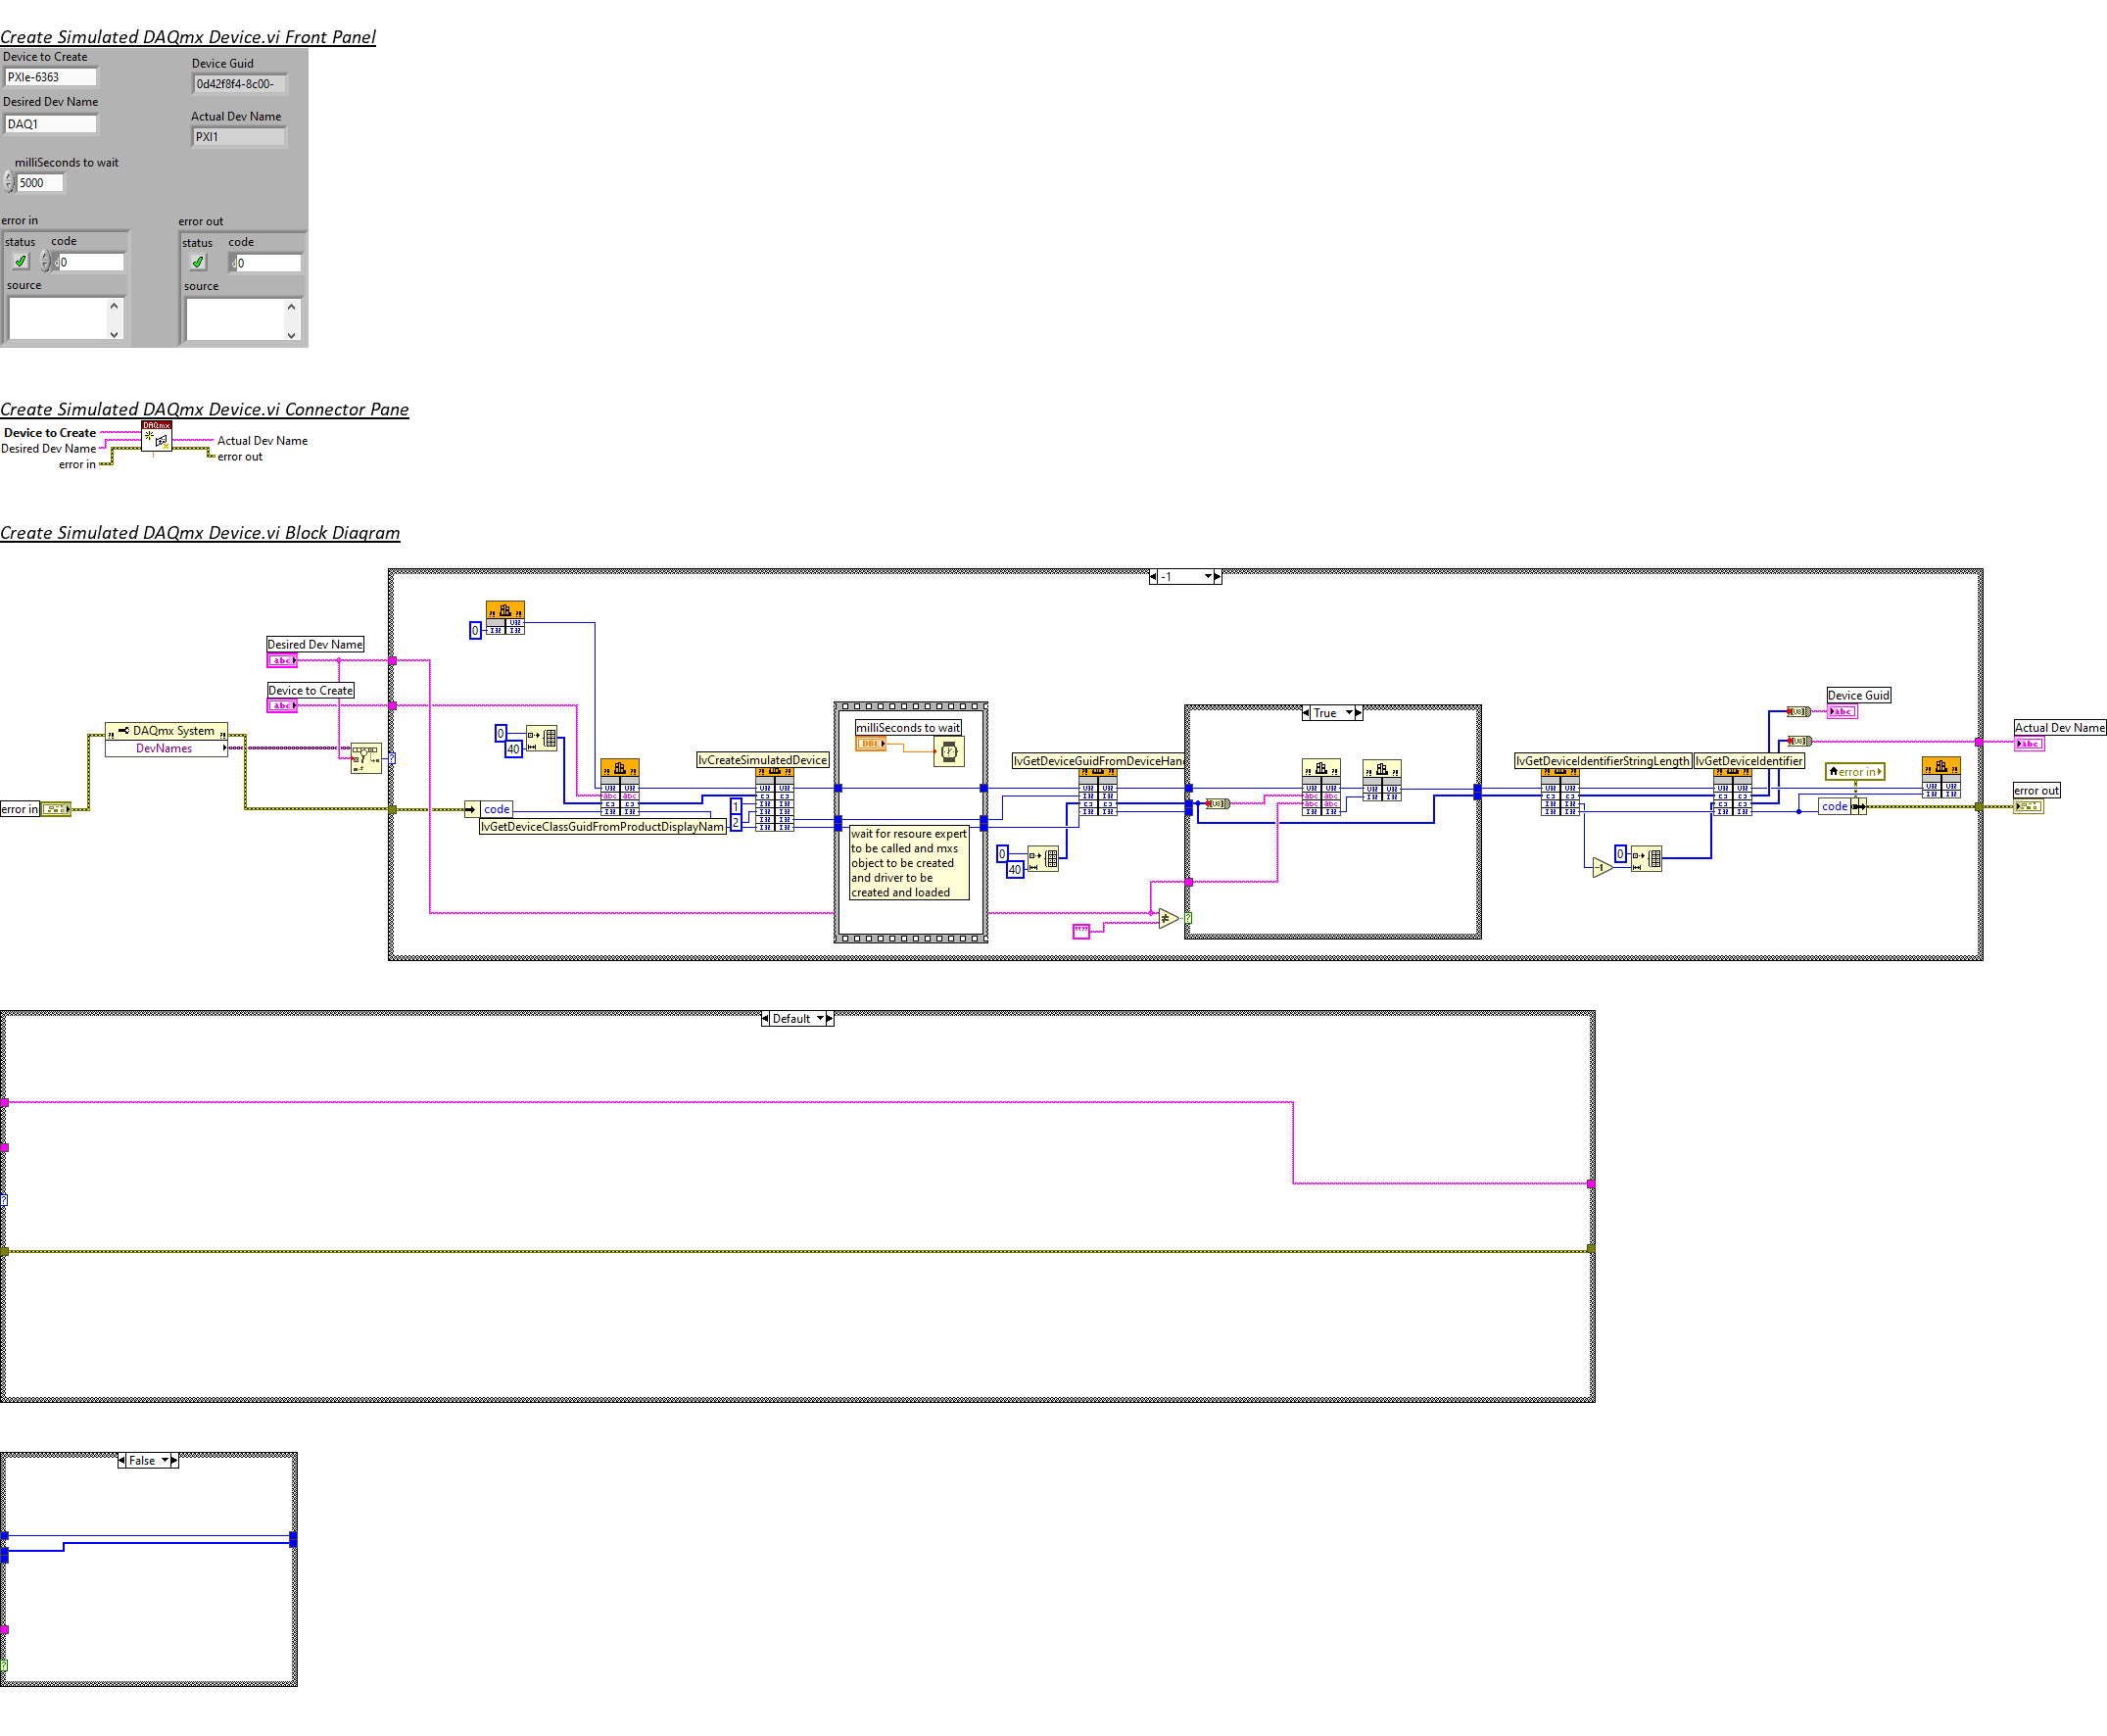 Create Simulated DAQmx Device.vi Front Panel
Device to Create
PXIe-6363
Device Guid
0d42f8f4-8c00-
Desired Dev Name
DAQ1
Actual Dev Name
PXI1
milliSeconds to wait
5000
error in
status code
0
source
error out
status code
0
source
Create Simulated DAQmx Device.vi Connector Pane
DAQmx
Device to Create
Desired Dev Name
error in
Actual Dev Name
error out
Create Simulated DAQmx Device.vi Block Diagram
-1
0
Desired Dev Name
abc
Device to Create
abc
DAQmx System
DevNames
error in
0
40
code
lvGetDeviceClassGuidFromProductDisplayNam
lvCreateSimulatedDevice
1
2
milliSeconds to wait
DBL
wait for resoure expert
to be called and mxs
object to be created
and driver to be
created and loaded
lvGetDeviceGuidFromDeviceHan
0
40
True
lvGetDeviceIdentifierStringLength
lvGetDeviceIdentifier
0
-1
Device Guid
abc
Actual Dev Name
abc
error in
code
error out
Default
False